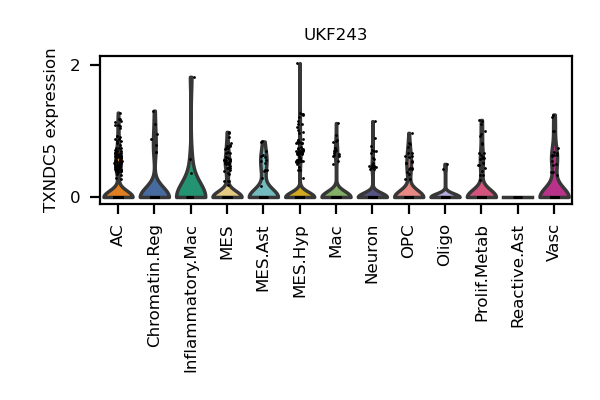 UKF243
TXNDC5 expression
2
0
AC
Chromatin.Reg
Inflammatory.Mac
MES
MES.Ast
MES.Hyp
Mac
Neuron
OPC
Oligo
Prolif.Metab
Reactive.Ast
Vasc